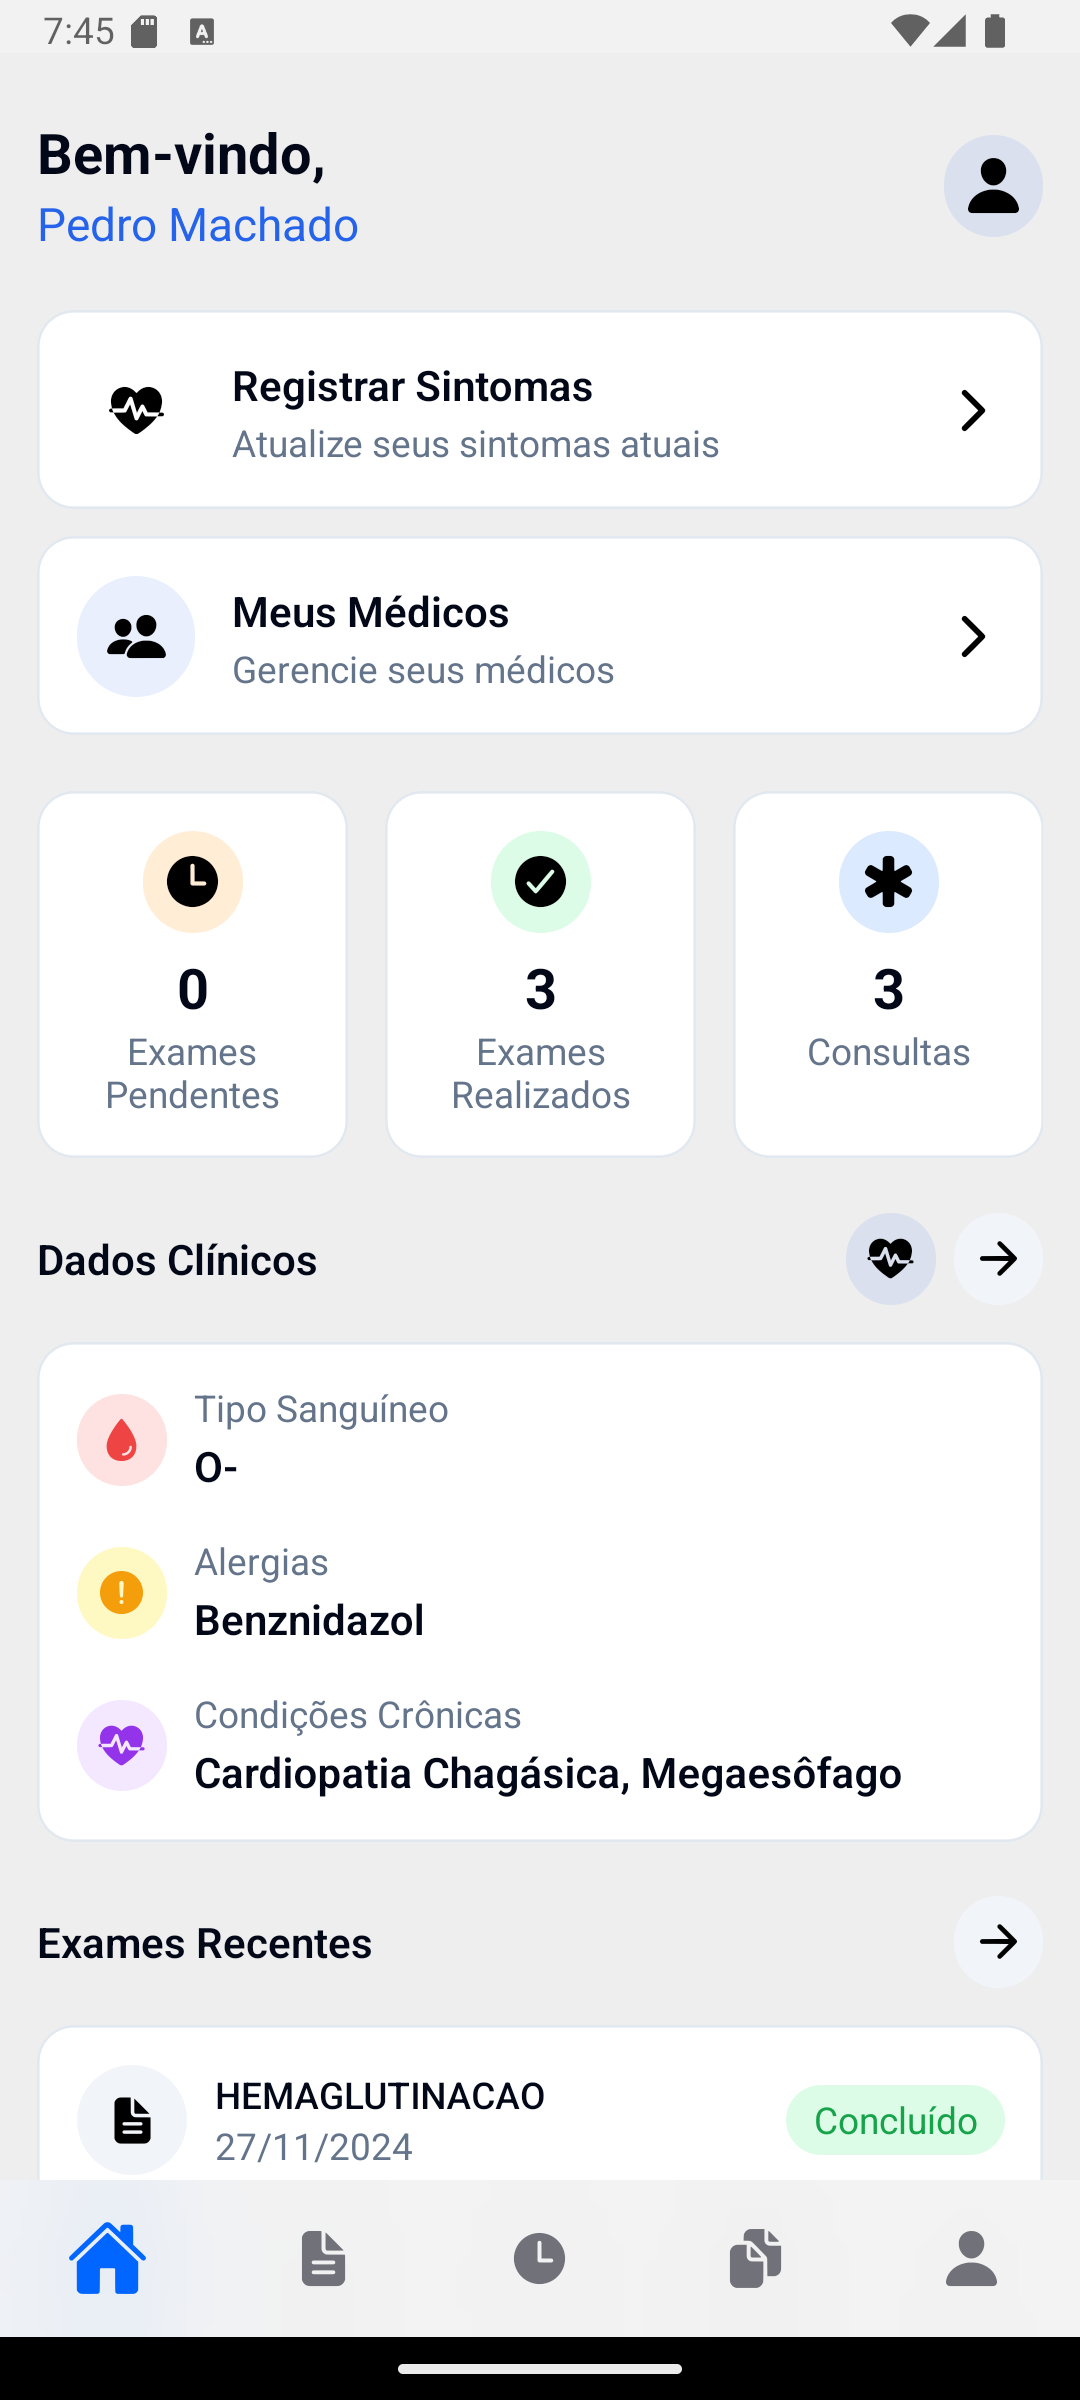 7:45
Bem-vindo,
Pedro Machado
Registrar Sintomas
Atualize seus sintomas atuais
Meus Médicos
Gerencie seus médicos
0
Exames
Pendentes
3
Exames
Realizados
3
Consultas
Dados Clínicos
Tipo Sanguíneo
O-
Alergias
Benznidazol
Condições Crônicas
Cardiopatia Chagásica, Megaesôfago
Exames Recentes
HEMAGLUTINACAO
27/11/2024
Concluído